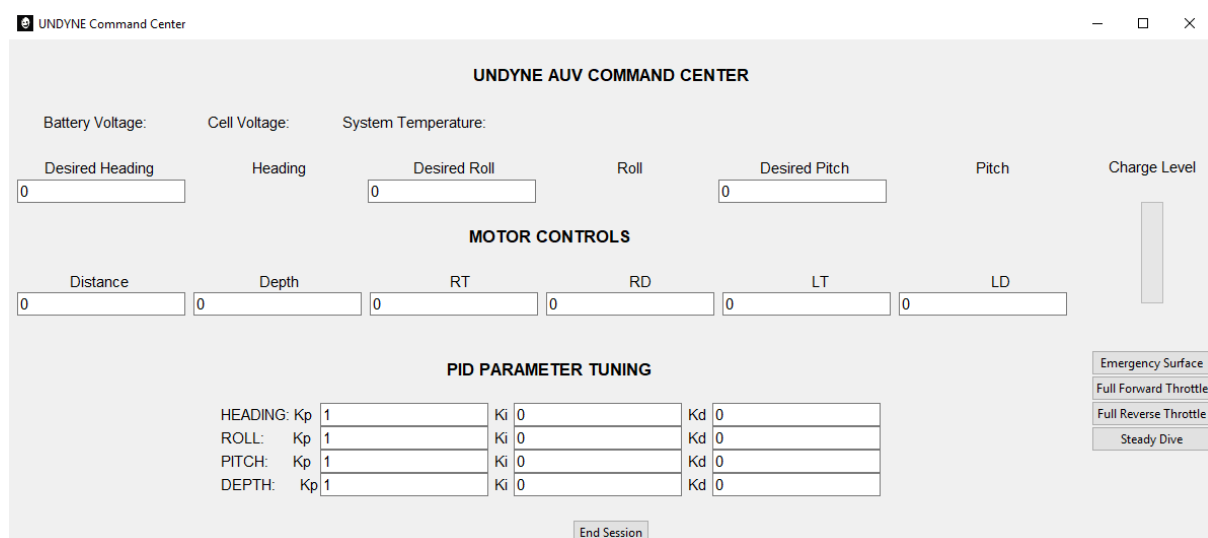 UNDYNE Command Center
UNDYNE AUV COMMAND CENTER
Battery Voltage: Cell Voltage: System Temperature:
Desired Heading Heading Desired Roll Roll Desired Pitch Pitch Charge Level
0 0 0
MOTOR CONTROLS
Distance Depth RT RD LT LD
0 0 0 0 0 0
PID PARAMETER TUNING
Emergency Surface
Full Forward Throttle
Full Reverse Throttle
Steady Dive
HEADING: Kp 1 Ki 0 Kd 0
ROLL: Kp 1 Ki 0 Kd 0
PITCH: Kp 1 Ki 0 Kd 0
DEPTH: Kp 1 Ki 0 Kd 0
End Session